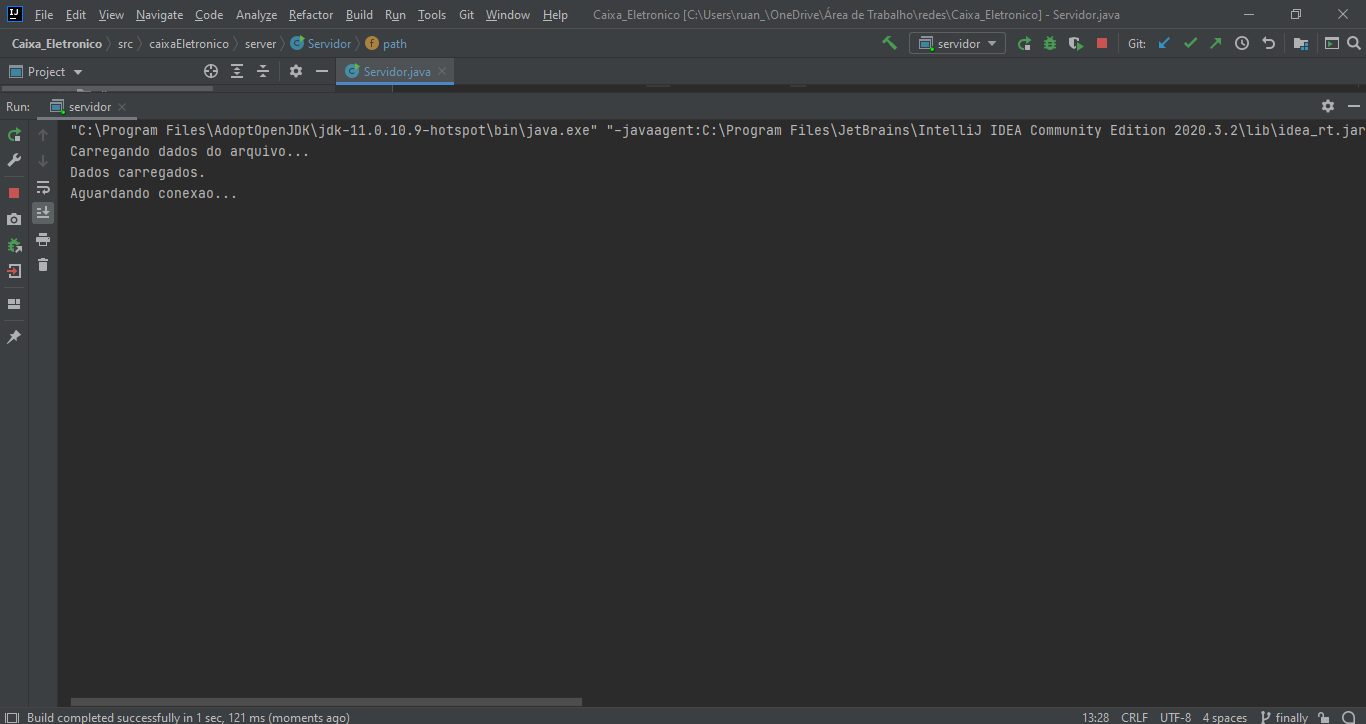 File Edit View Navigate Code Analyze Refactor Build Run Tools Git Window Help Caixa_Eletronico [C:\Users\ruan_\OneDrive\Área de Trabalho\redes\Caixa_Eletronico] - Servidor.java
Caixa_Eletronico src caixaEletronico server Servidor path servidor Git:
Project Servidor.java
Run: servidor
"C:\Program Files\AdoptOpenJDK\jdk-11.0.10.9-hotspot\bin\java.exe" "-javaagent:C:\Program Files\JetBrains\IntelliJ IDEA Community Edition 2020.3.2\lib\idea_rt.jar
Carregando dados do arquivo...
Dados carregados.
Aguardando conexao...
Build completed successfully in 1 sec, 121 ms (moments ago) 13:28 CRLF UTF-8 4 spaces finally